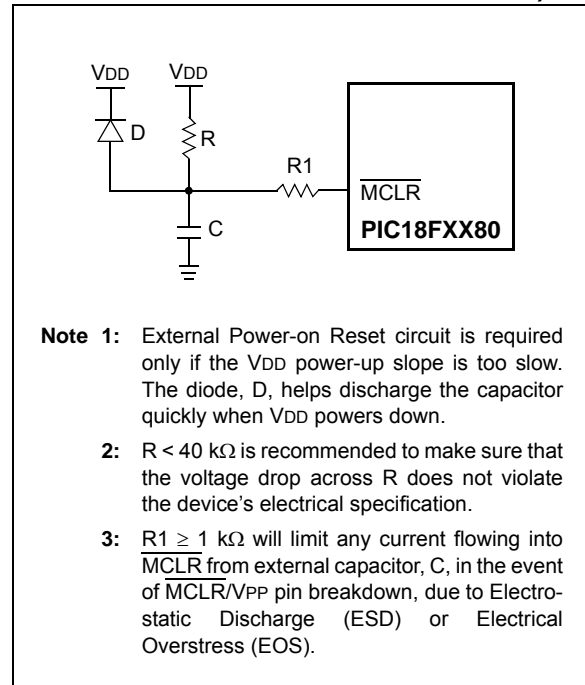 VDD VDD
D
R
R1
C
MCLR
PIC18FXX80
Note 1: External Power-on Reset circuit is required
only if the VDD power-up slope is too slow.
The diode, D, helps discharge the capacitor
quickly when VDD powers down.
2: R < 40 kΩ is recommended to make sure that
the voltage drop across R does not violate
the device's electrical specification.
3: R1 ≥ 1 kΩ will limit any current flowing into
MCLR from external capacitor, C, in the event
of MCLR/VPP pin breakdown, due to Electro-
static Discharge (ESD) or Electrical
Overstress (EOS).